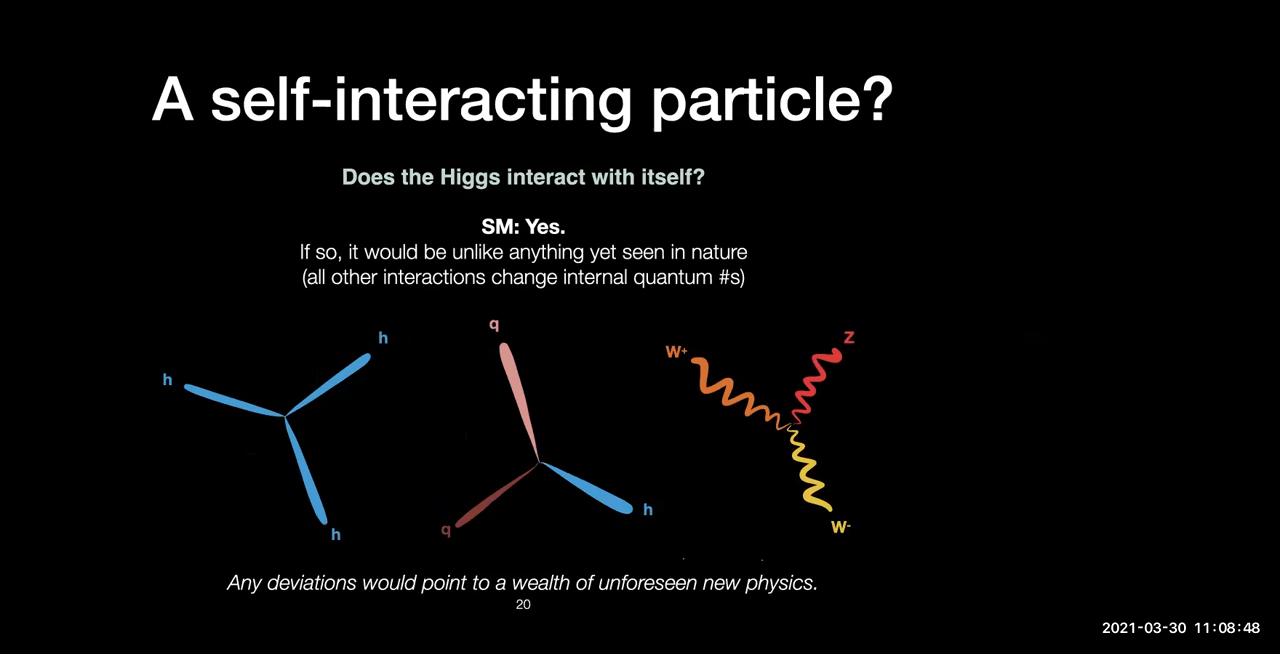 A self-interacting particle?
Does the Higgs interact with itself?
SM: Yes.
If so, it would be unlike anything yet seen in nature
(all other interactions change internal quantum #s)
h
h
h
q
q
h
W+
Z
W-
Any deviations would point to a wealth of unforeseen new physics.
20
2021-03-30 11:08:48